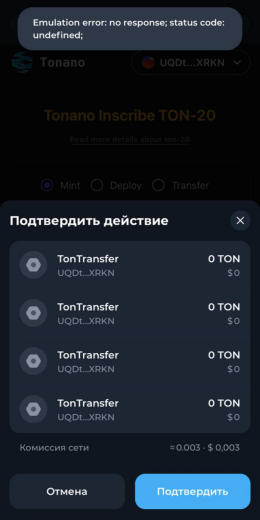 Emulation error: no response; status code:
undefined;
Tonano
UQDt...XRKN
Tonano Inscribe TON-20
Read more details about ton-20
Mint
Deploy
Transfer
Подтвердить действие
TonTransfer
0 TON
UQDt...XRKN
$0
TonTransfer
0 TON
UQDt...XRKN
$0
TonTransfer
0 TON
UQDt...XRKN
$0
TonTransfer
0 TON
UQDt...XRKN
$0
Комиссия сети
≈0.003 · $ 0,003
Отмена
Подтвердить